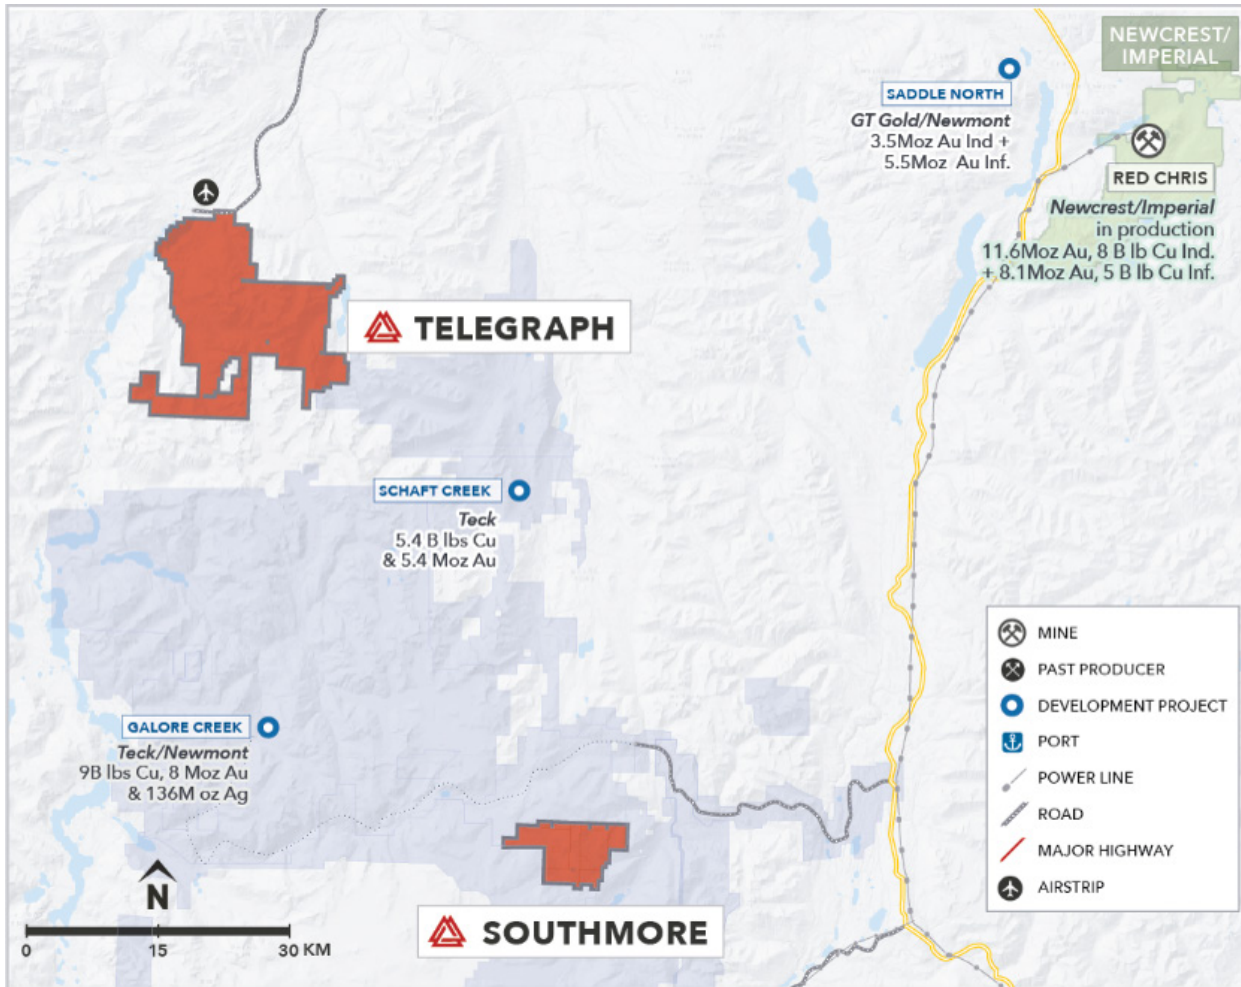 NEWCREST/
IMPERIAL
SADDLE NORTH
GT Gold/Newmont
3.5Moz Au Ind +
5.5Moz Au Inf.
RED CHRIS
Newcrest/Imperial
in production
11.6Moz Au, 8 B lb Cu Ind.
+ 8.1Moz Au, 5 B lb Cu Inf.
TELEGRAPH
SCHAFT CREEK
Teck
5.4 B lbs Cu
& 5.4 Moz Au
GALORE CREEK
Teck/Newmont
9B lbs Cu, 8 Moz Au
& 136M oz Ag
SOUTHMORE
N
0 15 30 KM
MINE
PAST PRODUCER
DEVELOPMENT PROJECT
PORT
POWER LINE
ROAD
MAJOR HIGHWAY
AIRSTRIP